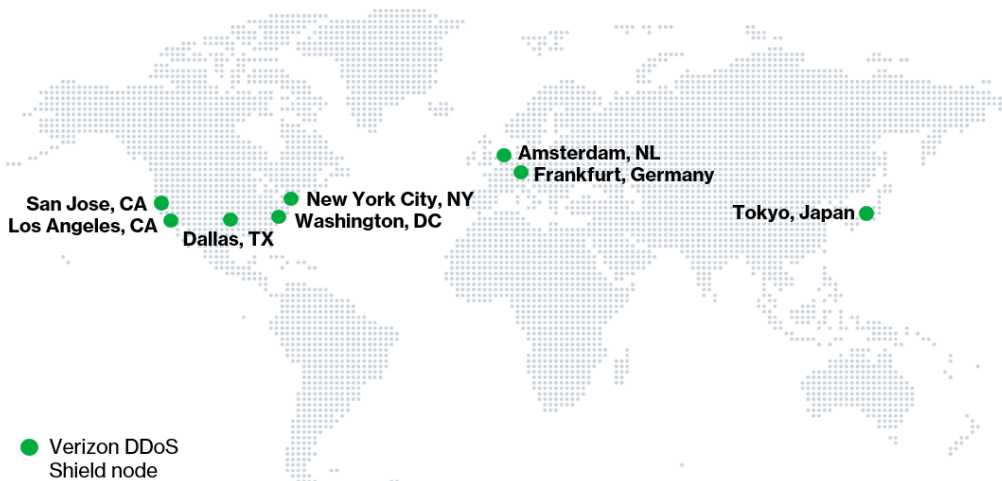 Amsterdam, NL
Frankfurt, Germany
San Jose, CA
New York City, NY
Los Angeles, CA
Washington, DC
Tokyo, Japan
Dallas, TX
Verizon DDoS
Shield node